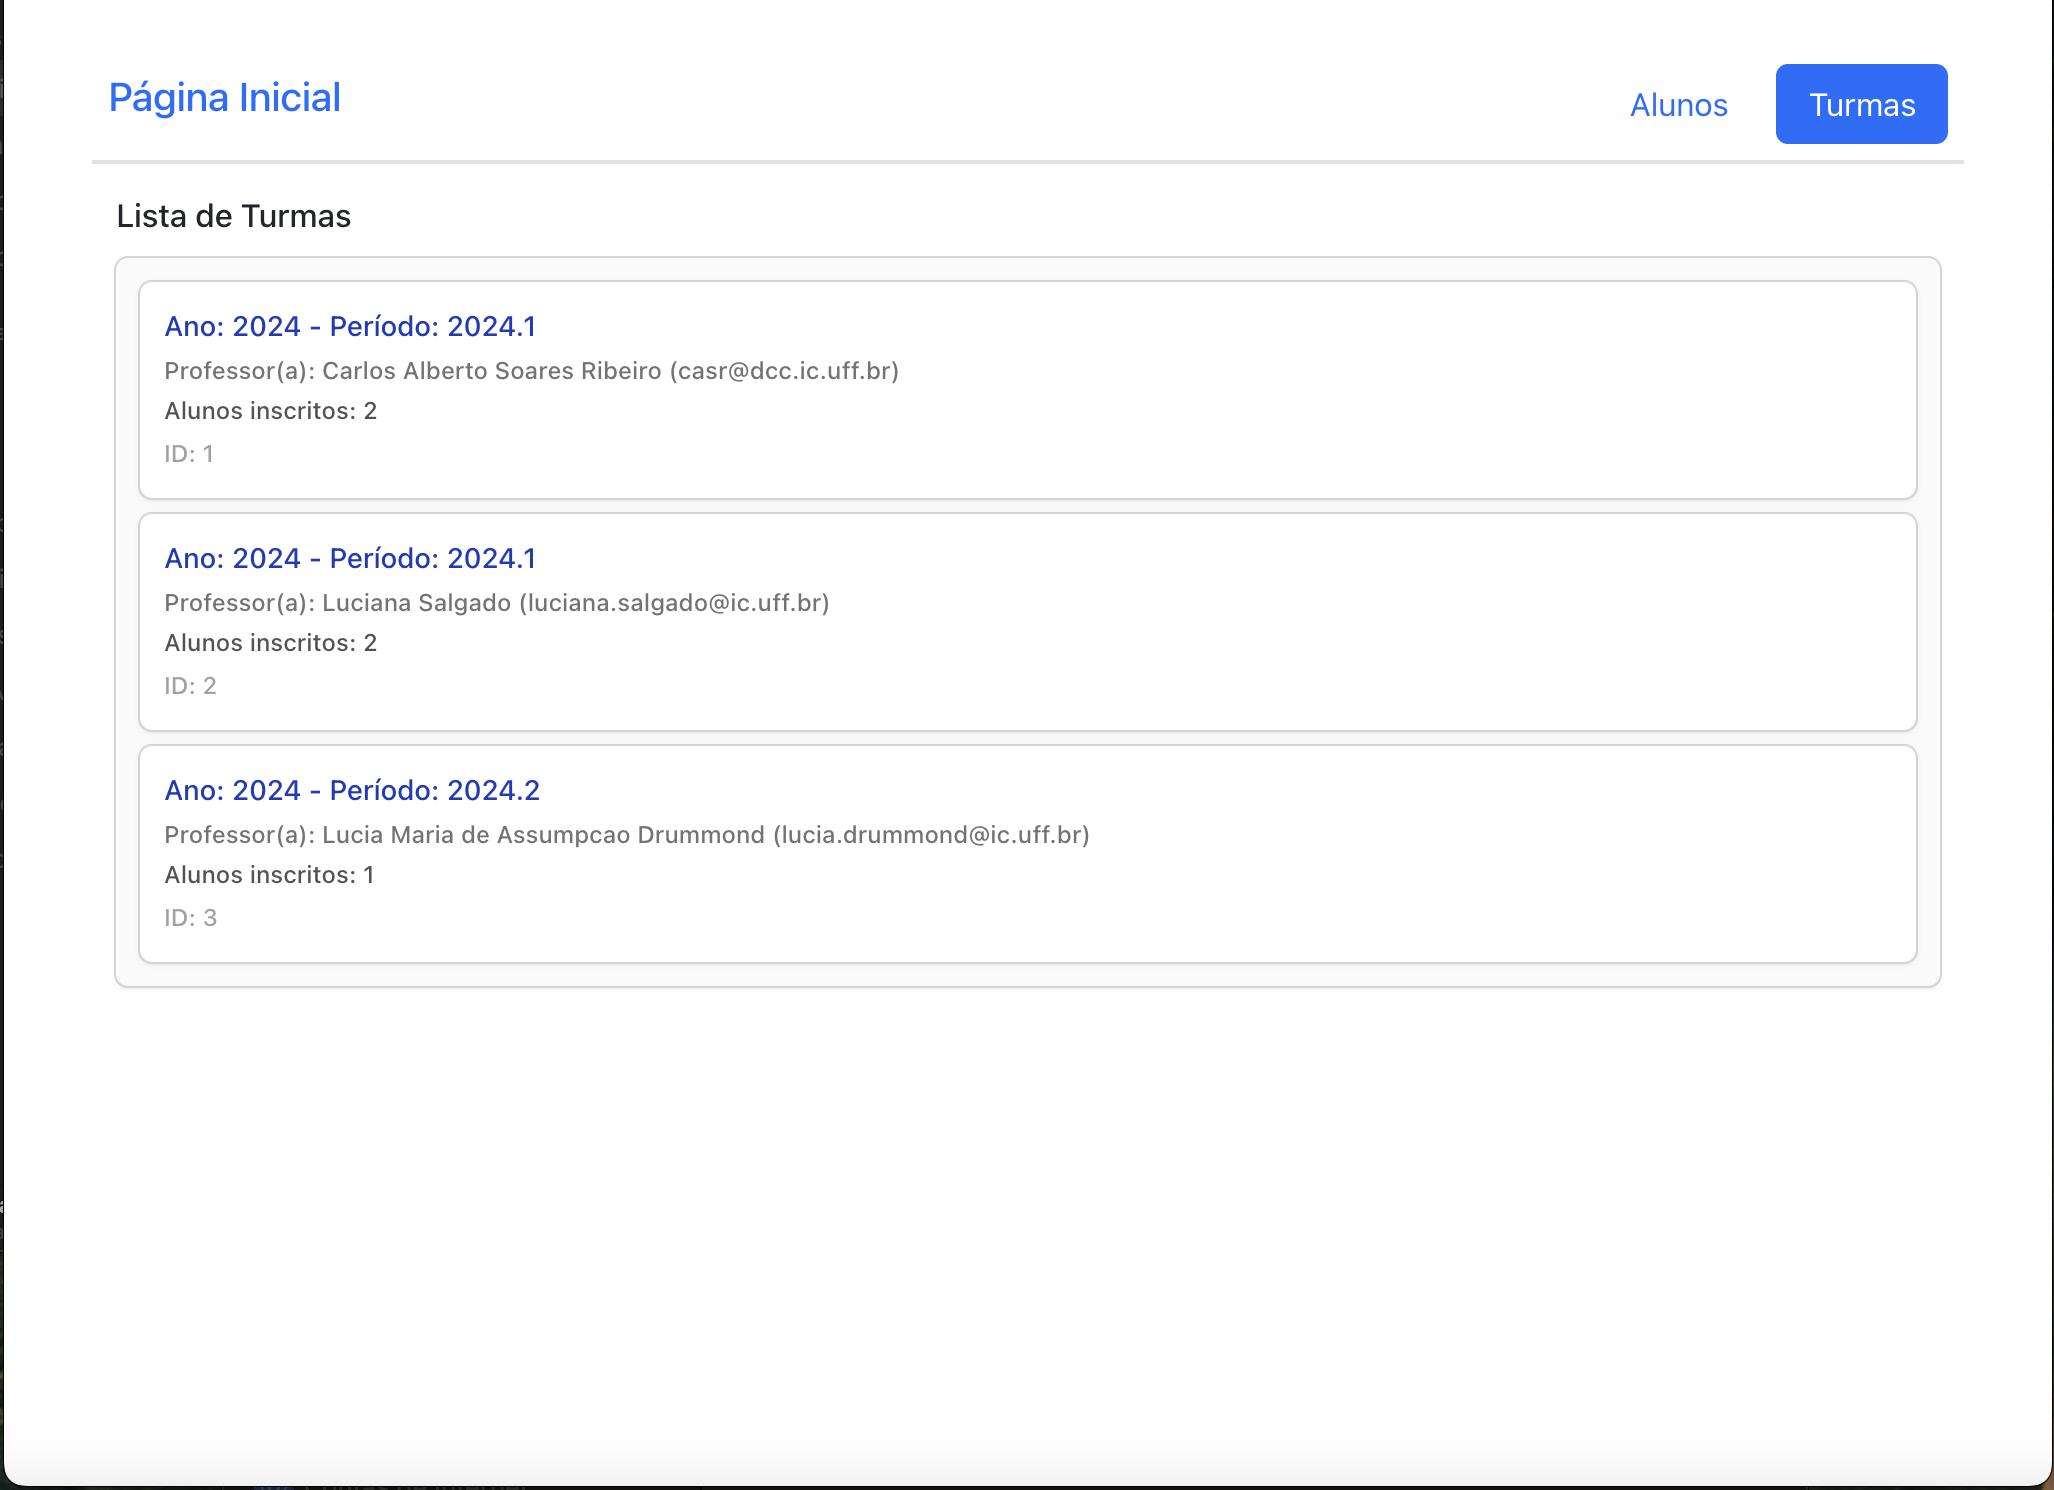 Página Inicial
Alunos
Turmas
Lista de Turmas
Ano: 2024 - Período: 2024.1
Professor(a): Carlos Alberto Soares Ribeiro (casr@dcc.ic.uff.br)
Alunos inscritos: 2
ID: 1
Ano: 2024 - Período: 2024.1
Professor(a): Luciana Salgado (luciana.salgado@ic.uff.br)
Alunos inscritos: 2
ID: 2
Ano: 2024 - Período: 2024.2
Professor(a): Lucia Maria de Assumpcao Drummond (lucia.drummond@ic.uff.br)
Alunos inscritos: 1
ID: 3